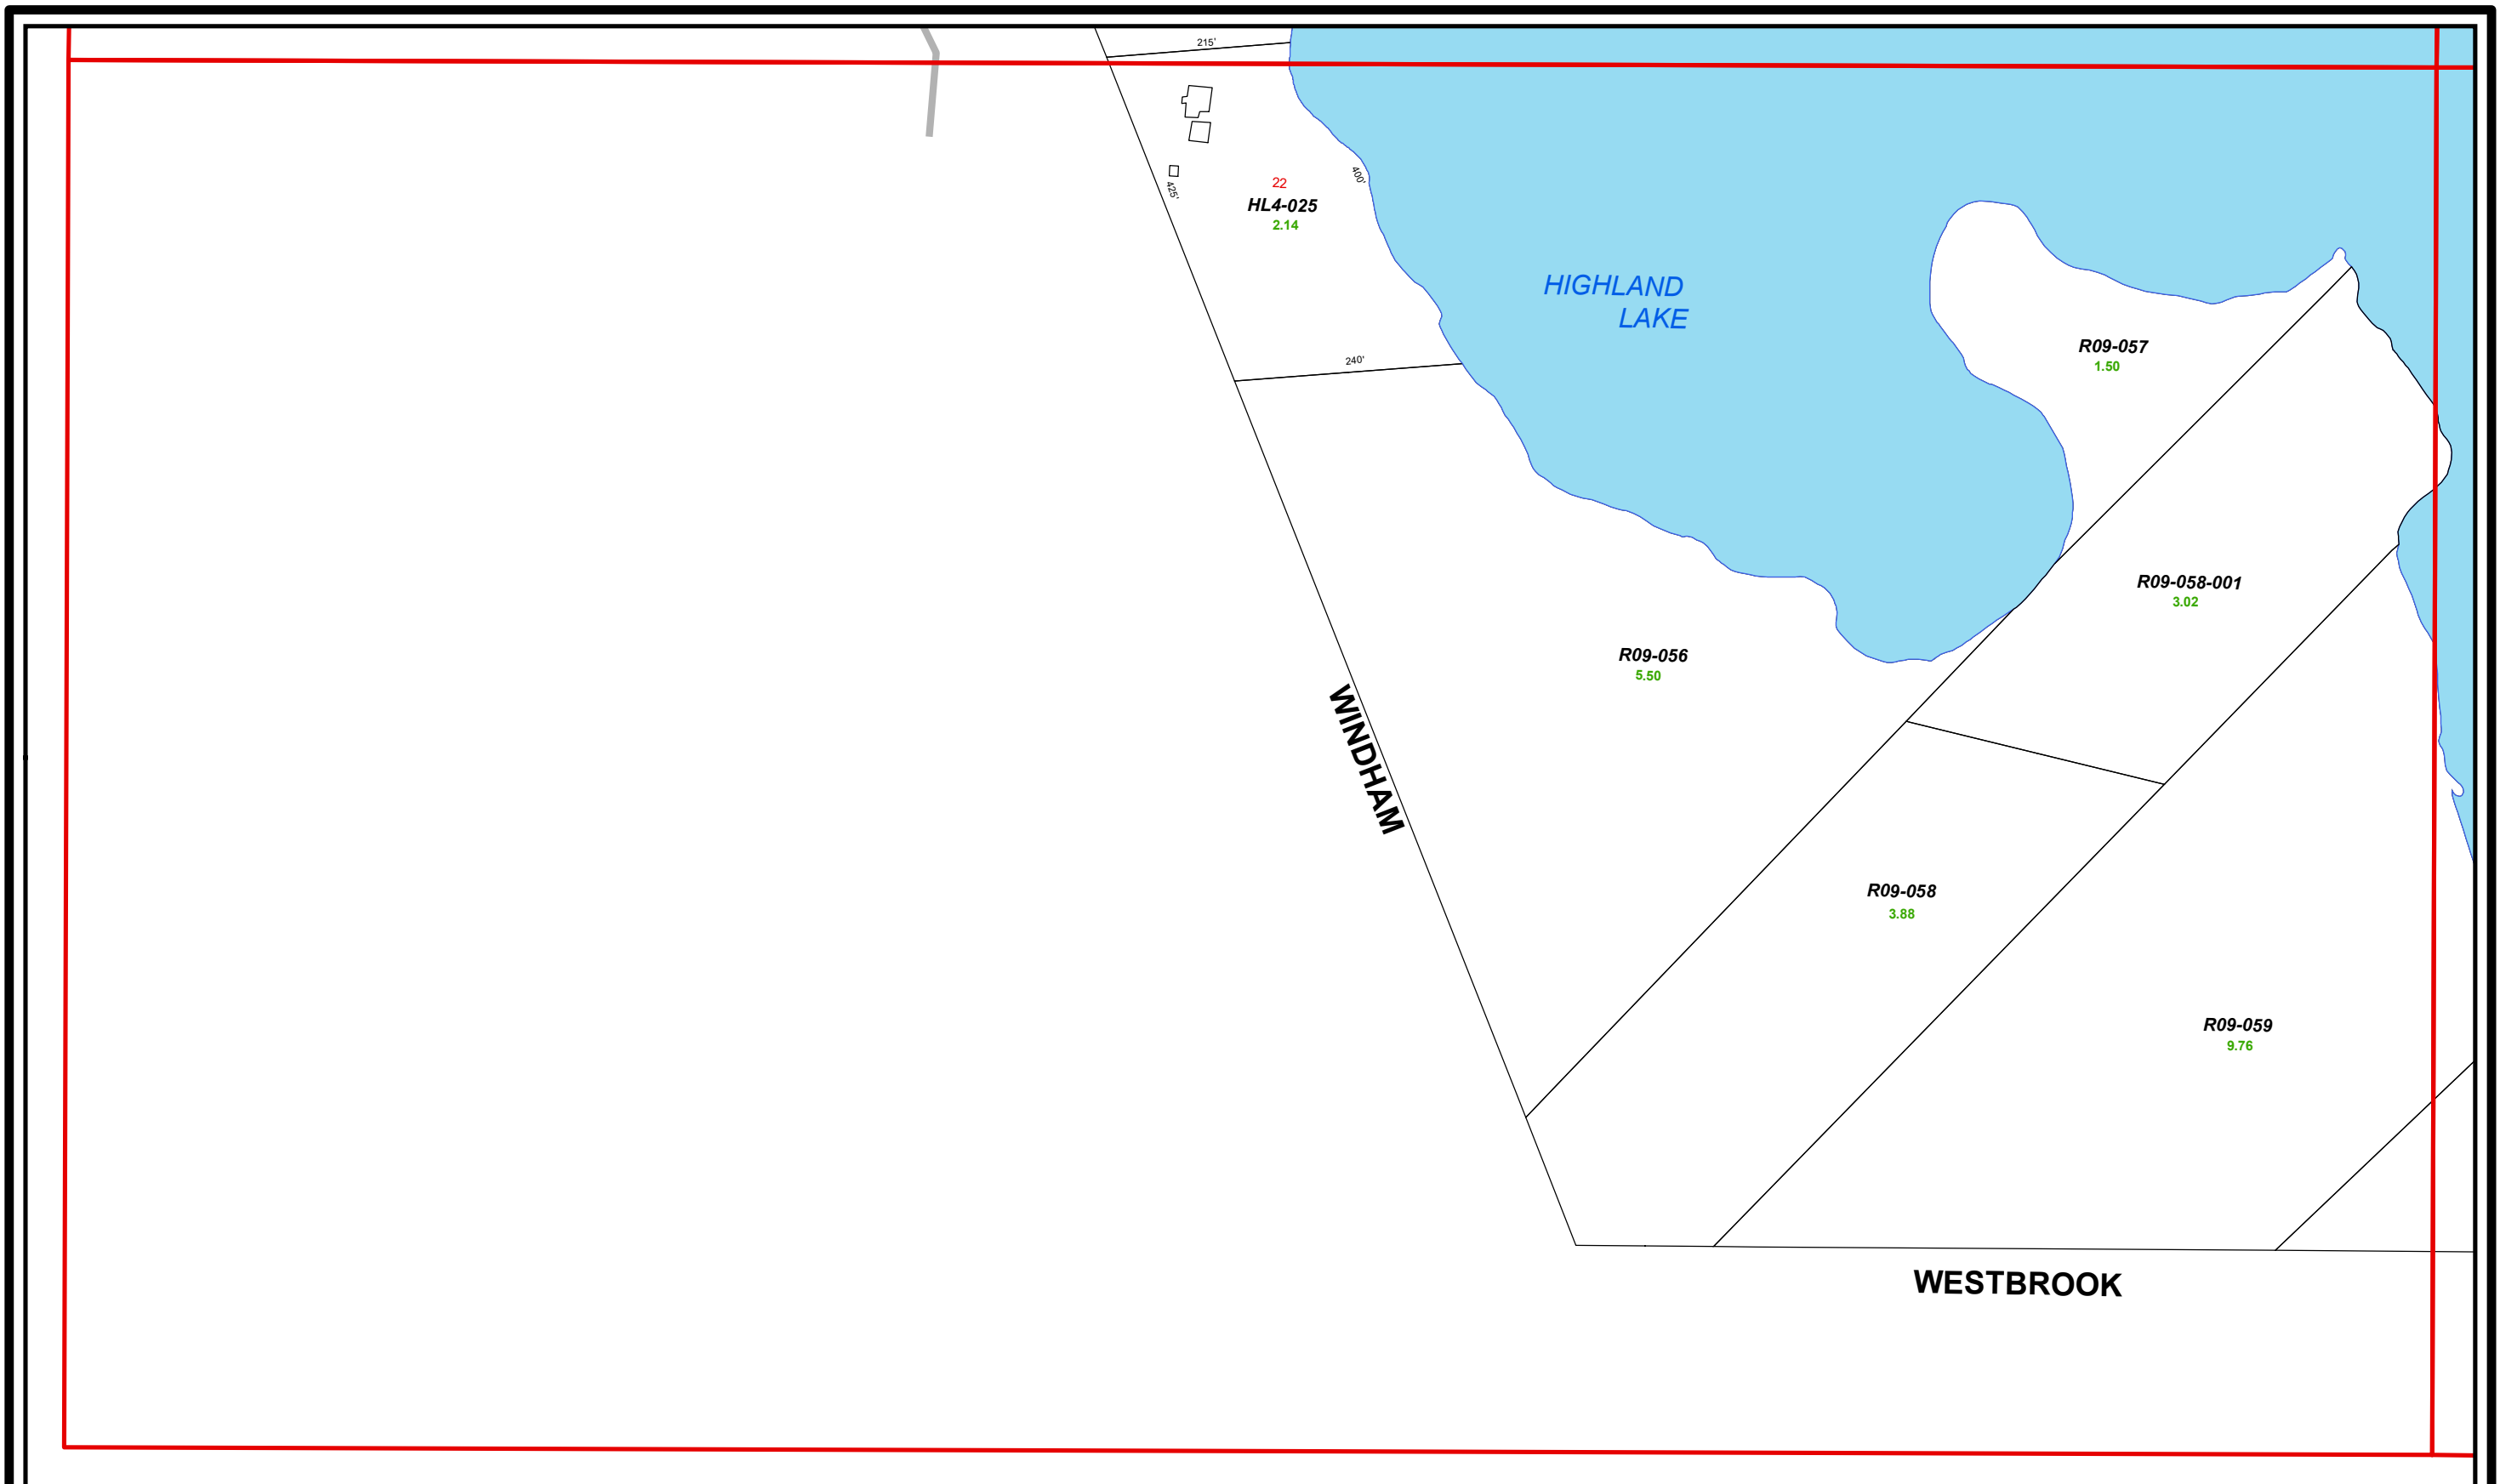 215'
22
HL4-025
2.14
425'
400'
HIGHLAND
LAKE
240'
R09-057
1.50
R09-058-001
3.02
R09-056
5.50
WINDHAM
R09-058
3.88
R09-059
9.76
WESTBROOK